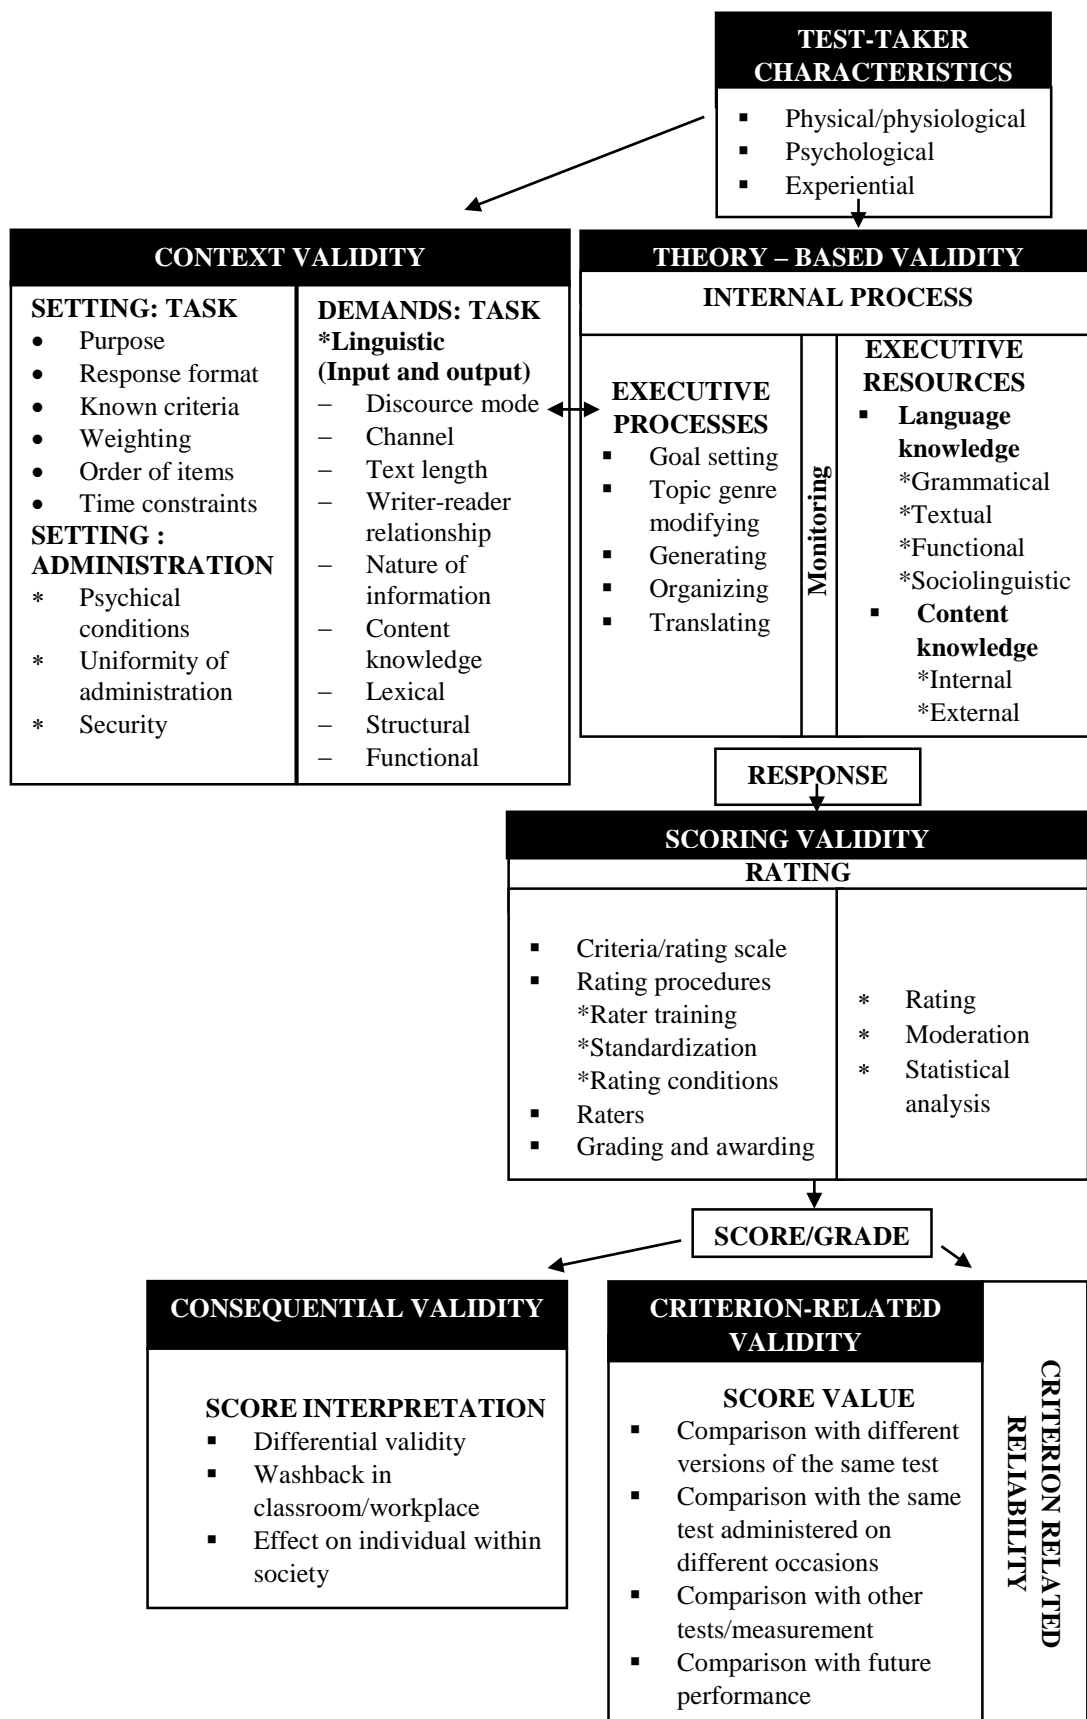 TEST-TAKER
CHARACTERISTICS
▪ Physical/physiological
▪ Psychological
▪ Experiential
CONTEXT VALIDITY
SETTING: TASK
• Purpose
• Response format
• Known criteria
• Weighting
• Order of items
• Time constraints
SETTING :
ADMINISTRATION
* Psychical
conditions
* Uniformity of
administration
* Security
DEMANDS: TASK
*Linguistic
(Input and output)
– Discource mode
– Channel
– Text length
– Writer-reader
relationship
– Nature of
information
– Content
knowledge
– Lexical
– Structural
– Functional
THEORY – BASED VALIDITY
INTERNAL PROCESS
EXECUTIVE
PROCESSES
▪ Goal setting
▪ Topic genre
modifying
▪ Generating
▪ Organizing
▪ Translating
Monitoring
EXECUTIVE
RESOURCES
▪ Language
knowledge
*Grammatical
*Textual
*Functional
*Sociolinguistic
▪ Content
knowledge
*Internal
*External
RESPONSE
SCORING VALIDITY
RATING
▪ Criteria/rating scale
▪ Rating procedures
*Rater training
*Standardization
*Rating conditions
▪ Raters
▪ Grading and awarding
* Rating
* Moderation
* Statistical
analysis
SCORE/GRADE
CONSEQUENTIAL VALIDITY
SCORE INTERPRETATION
▪ Differential validity
▪ Washback in
classroom/workplace
▪ Effect on individual within
society
CRITERION-RELATED
VALIDITY
SCORE VALUE
▪ Comparison with different
versions of the same test
▪ Comparison with the same
test administered on
different occasions
▪ Comparison with other
tests/measurement
▪ Comparison with future
performance
CRITERION RELATED
RELIABILITY